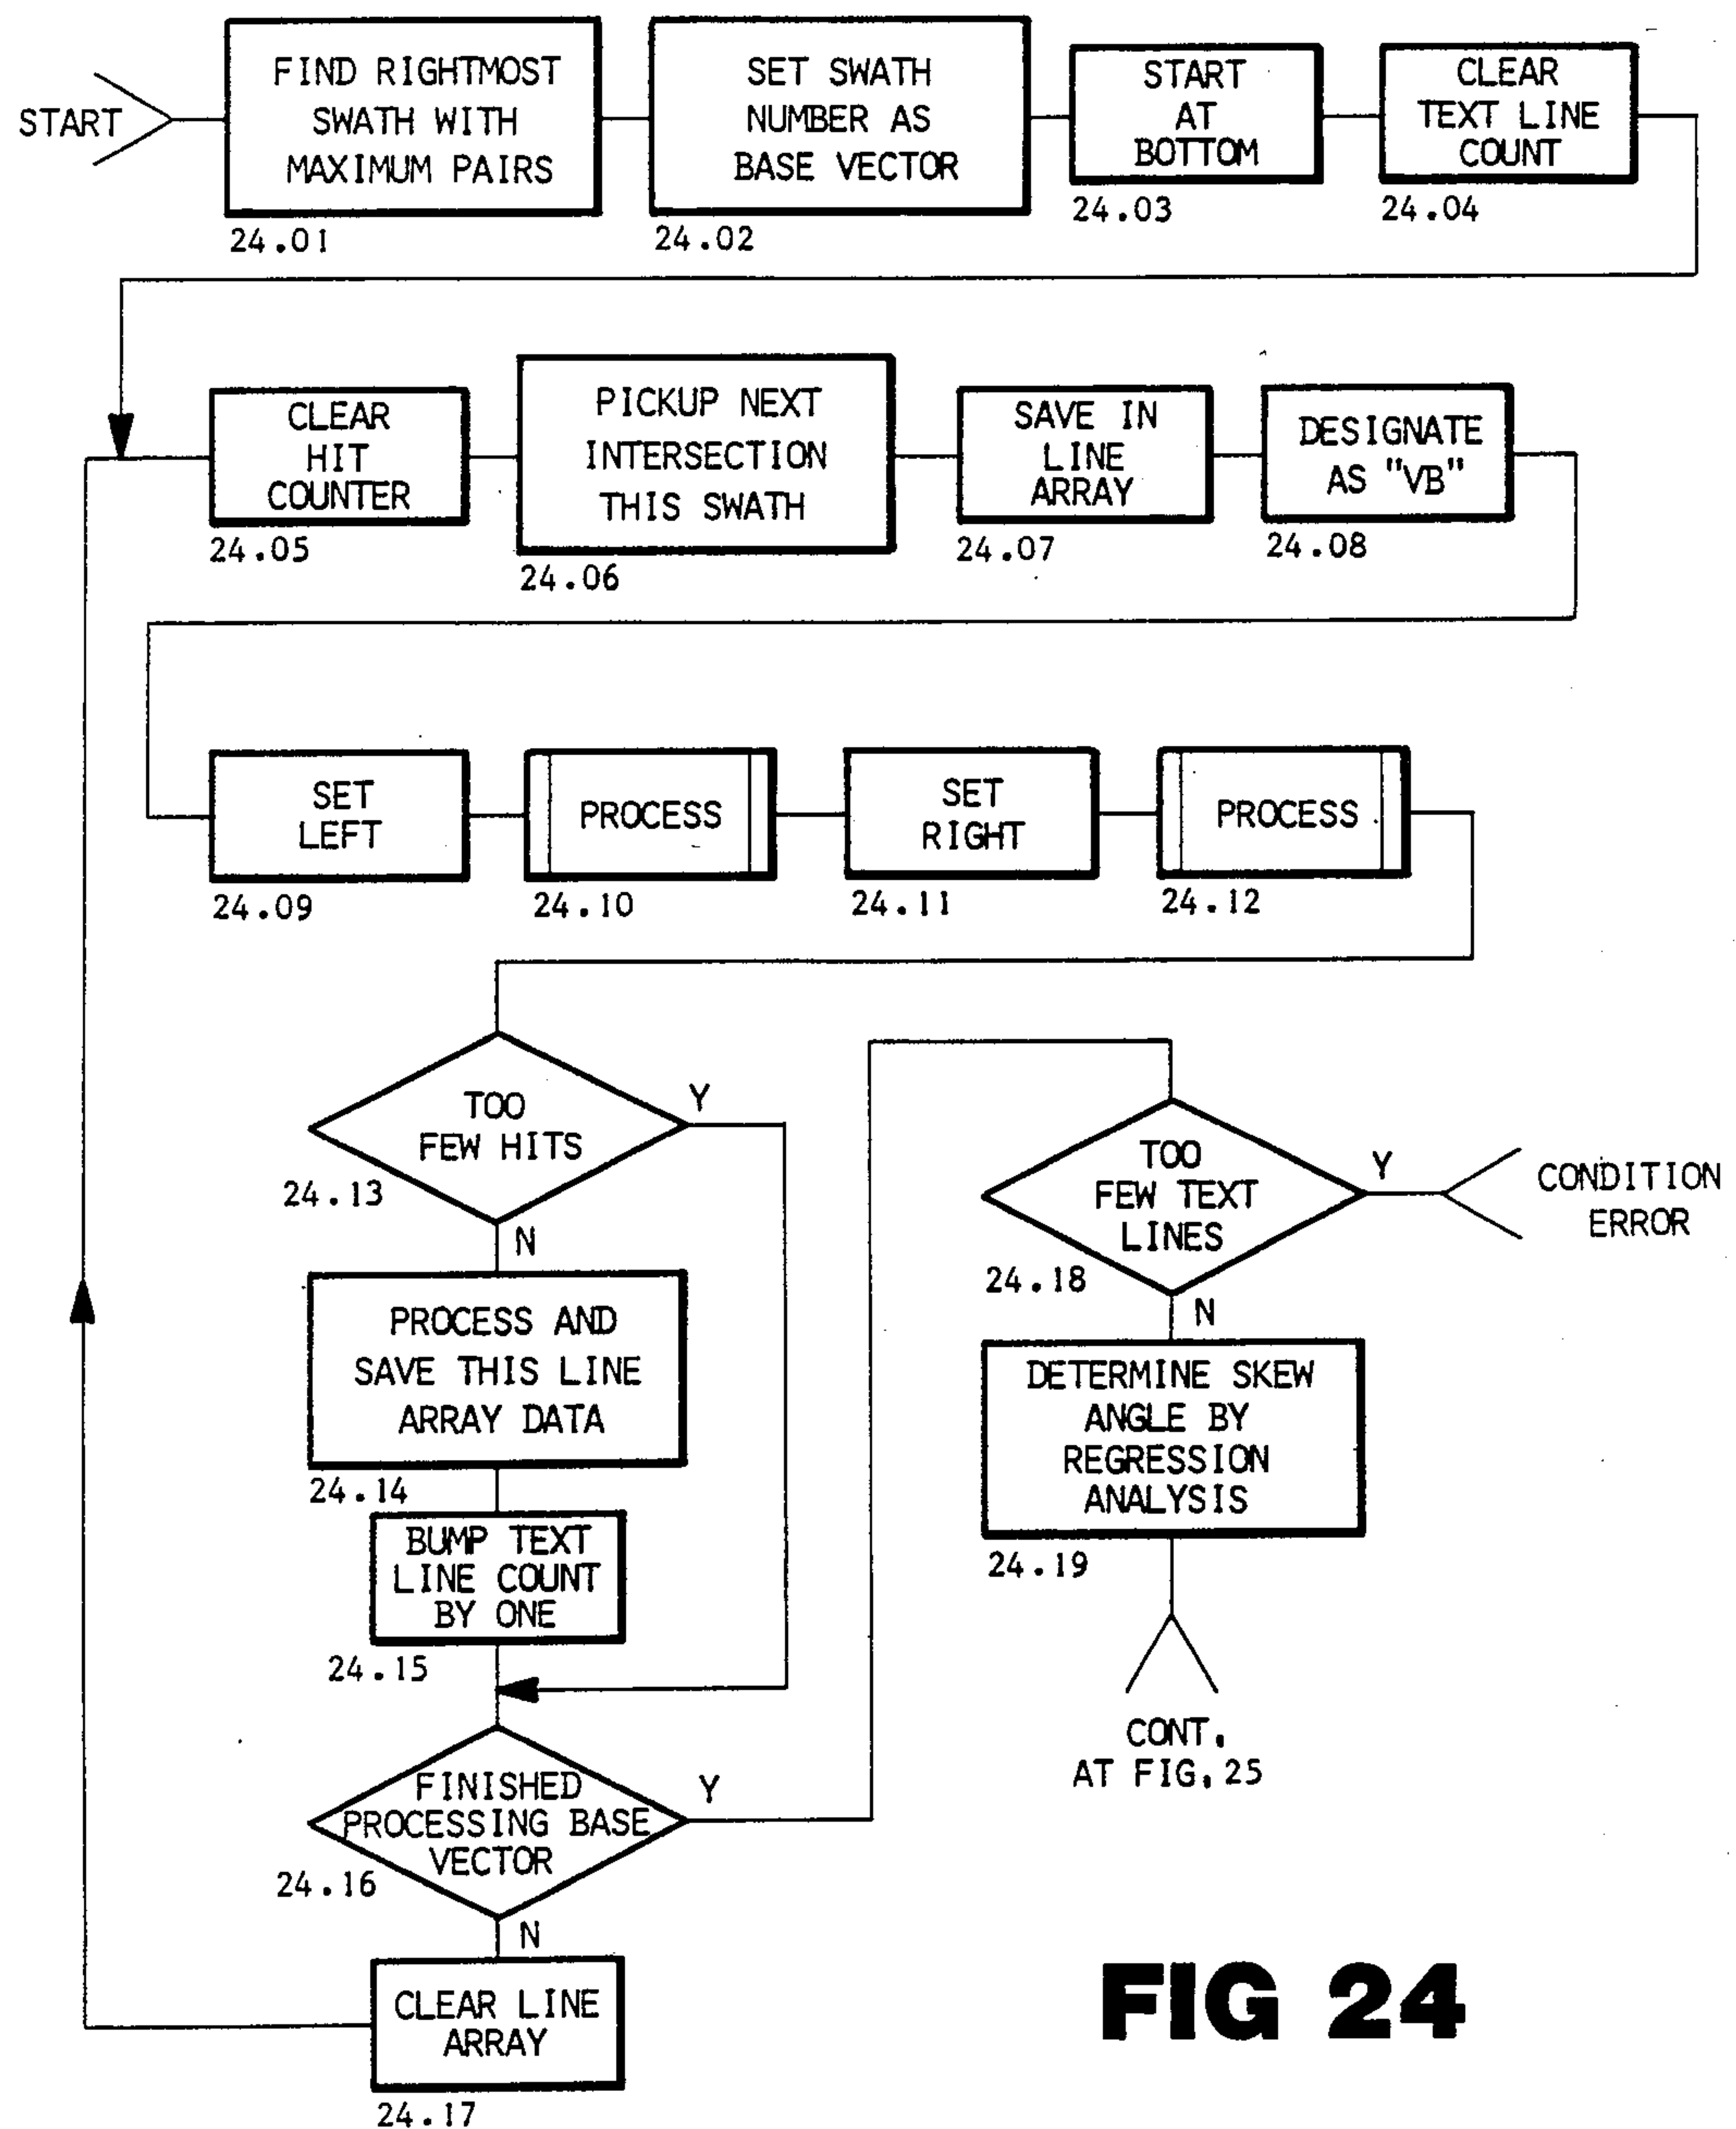 START
FIND RIGHTMOST
SWATH WITH
MAXIMUM PAIRS
24.01
SET SWATH
NUMBER AS
BASE VECTOR
24.02
START
AT
BOTTOM
24.03
CLEAR
TEXT LINE
COUNT
24.04
CLEAR
HIT
COUNTER
24.05
PICKUP NEXT
INTERSECTION
THIS SWATH
24.06
SAVE IN
LINE
ARRAY
24.07
DESIGNATE
AS "VB"
24.08
SET
LEFT
24.09
PROCESS
24.10
SET
RIGHT
24.11
PROCESS
24.12
TOO
FEW HITS
24.13
Y
N
PROCESS AND
SAVE THIS LINE
ARRAY DATA
24.14
BUMP TEXT
LINE COUNT
BY ONE
24.15
FINISHED
PROCESSING BASE
VECTOR
24.16
Y
N
CLEAR LINE
ARRAY
24.17
TOO
FEW TEXT
LINES
24.18
Y
CONDITION
ERROR
N
DETERMINE SKEW
ANGLE BY
REGRESSION
ANALYSIS
24.19
CONT.
AT FIG.25
FIG 24